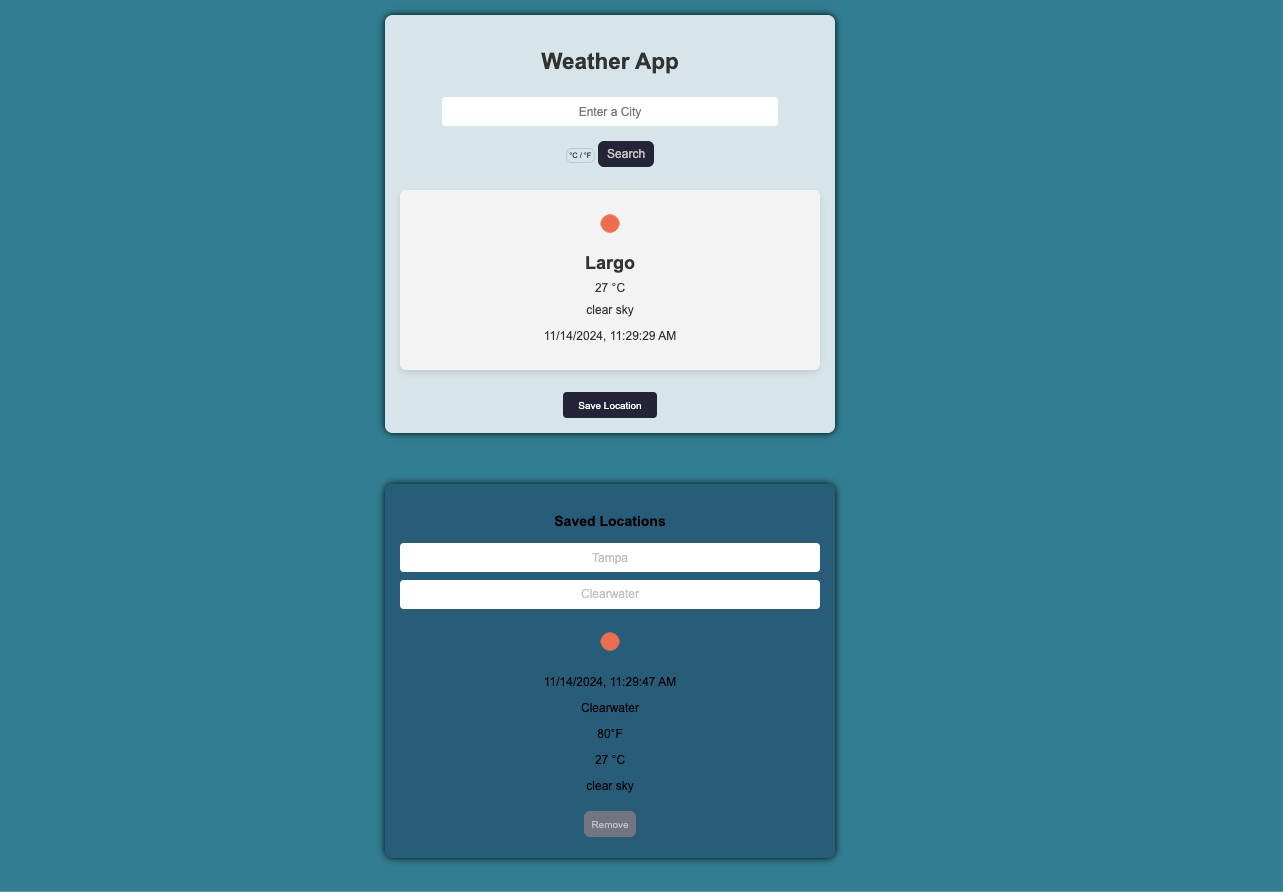 Weather App
Enter a City
°C / °F Search
Largo
27 °C
clear sky
11/14/2024, 11:29:29 AM
Save Location
Saved Locations
Tampa
Clearwater
11/14/2024, 11:29:47 AM
Clearwater
80°F
27 °C
clear sky
Remove